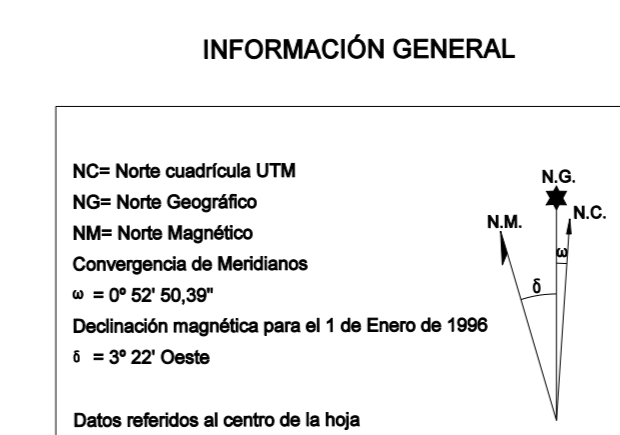 INFORMACIÓN GENERAL
NC= Norte cuadrícula UTM
NG= Norte Geográfico
NM= Norte Magnético
Convergencia de Meridianos
ω = 0º 52' 50,39"
Declinación magnética para el 1 de Enero de 1996
δ = 3º 22' Oeste
Datos referidos al centro de la hoja
N.G.
N.M.
N.C.
ω
δ